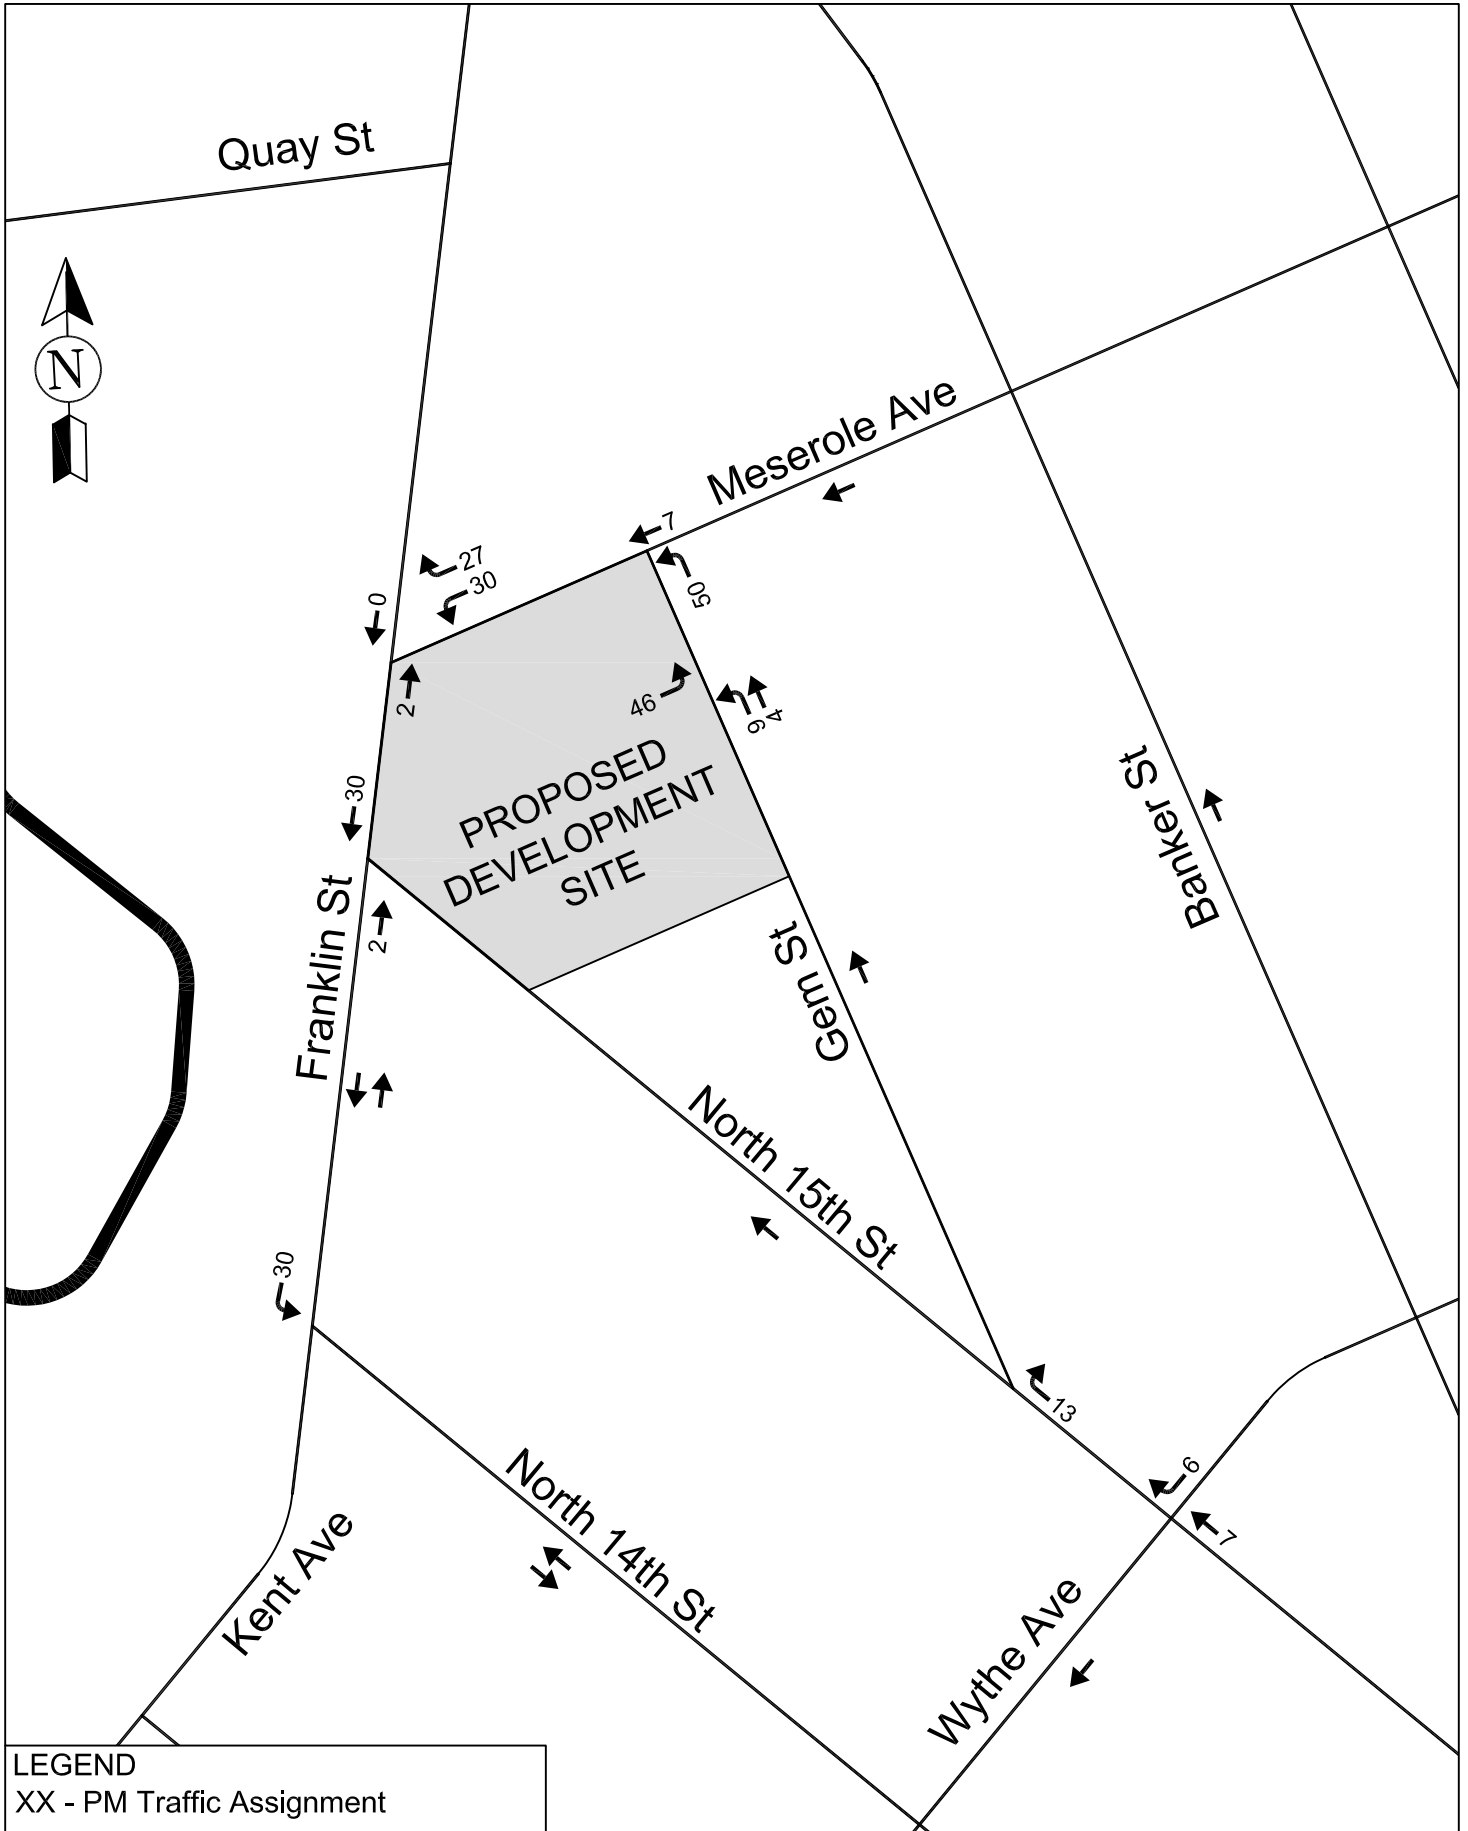 Quay St
N
Meserole Ave
7
27
30
0
50
2
46
9
4
PROPOSED
DEVELOPMENT
SITE
30
Banker St
Franklin St
2
Gem St
North 15th St
30
13
6
7
North 14th St
Kent Ave
Wythe Ave
LEGEND
XX - PM Traffic Assignment